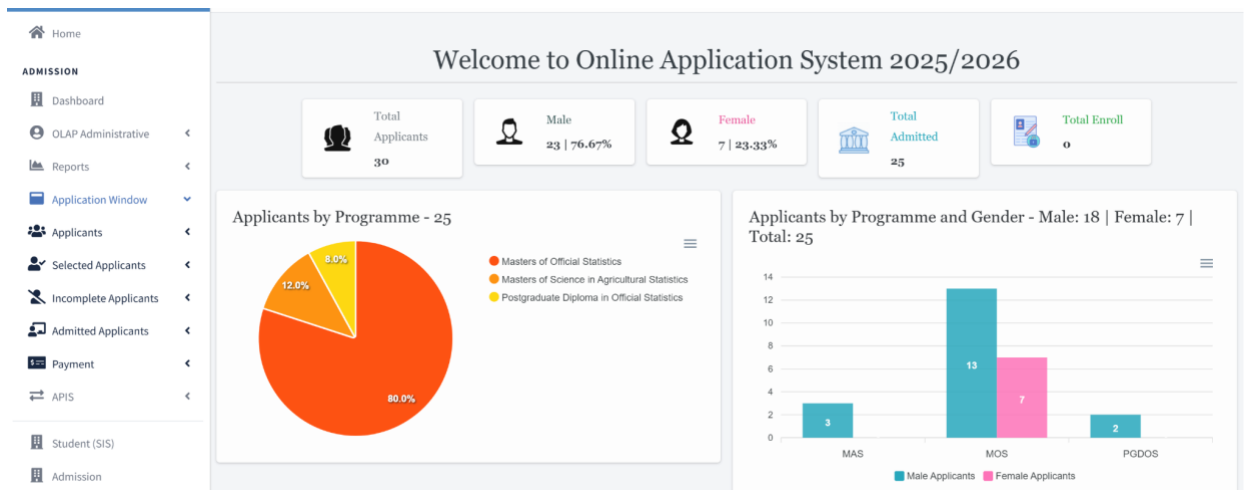 Home
ADMISSION
Dashboard
OLAP Administrative
Reports
Application Window
Applicants
Selected Applicants
Incomplete Applicants
Admitted Applicants
Payment
APIS
Student (SIS)
Admission
Welcome to Online Application System 2025/2026
Total
Applicants
30
Male
23 | 76.67%
Female
7 | 23.33%
Total
Admitted
25
Total Enroll
0
Applicants by Programme - 25
8.0%
12.0%
80.0%
Masters of Official Statistics
Masters of Science in Agricultural Statistics
Postgraduate Diploma in Official Statistics
Applicants by Programme and Gender - Male: 18 | Female: 7 |
Total: 25
14
12
10
8
6
4
2
0
3
13
7
2
MAS
MOS
PGDOS
Male Applicants
Female Applicants